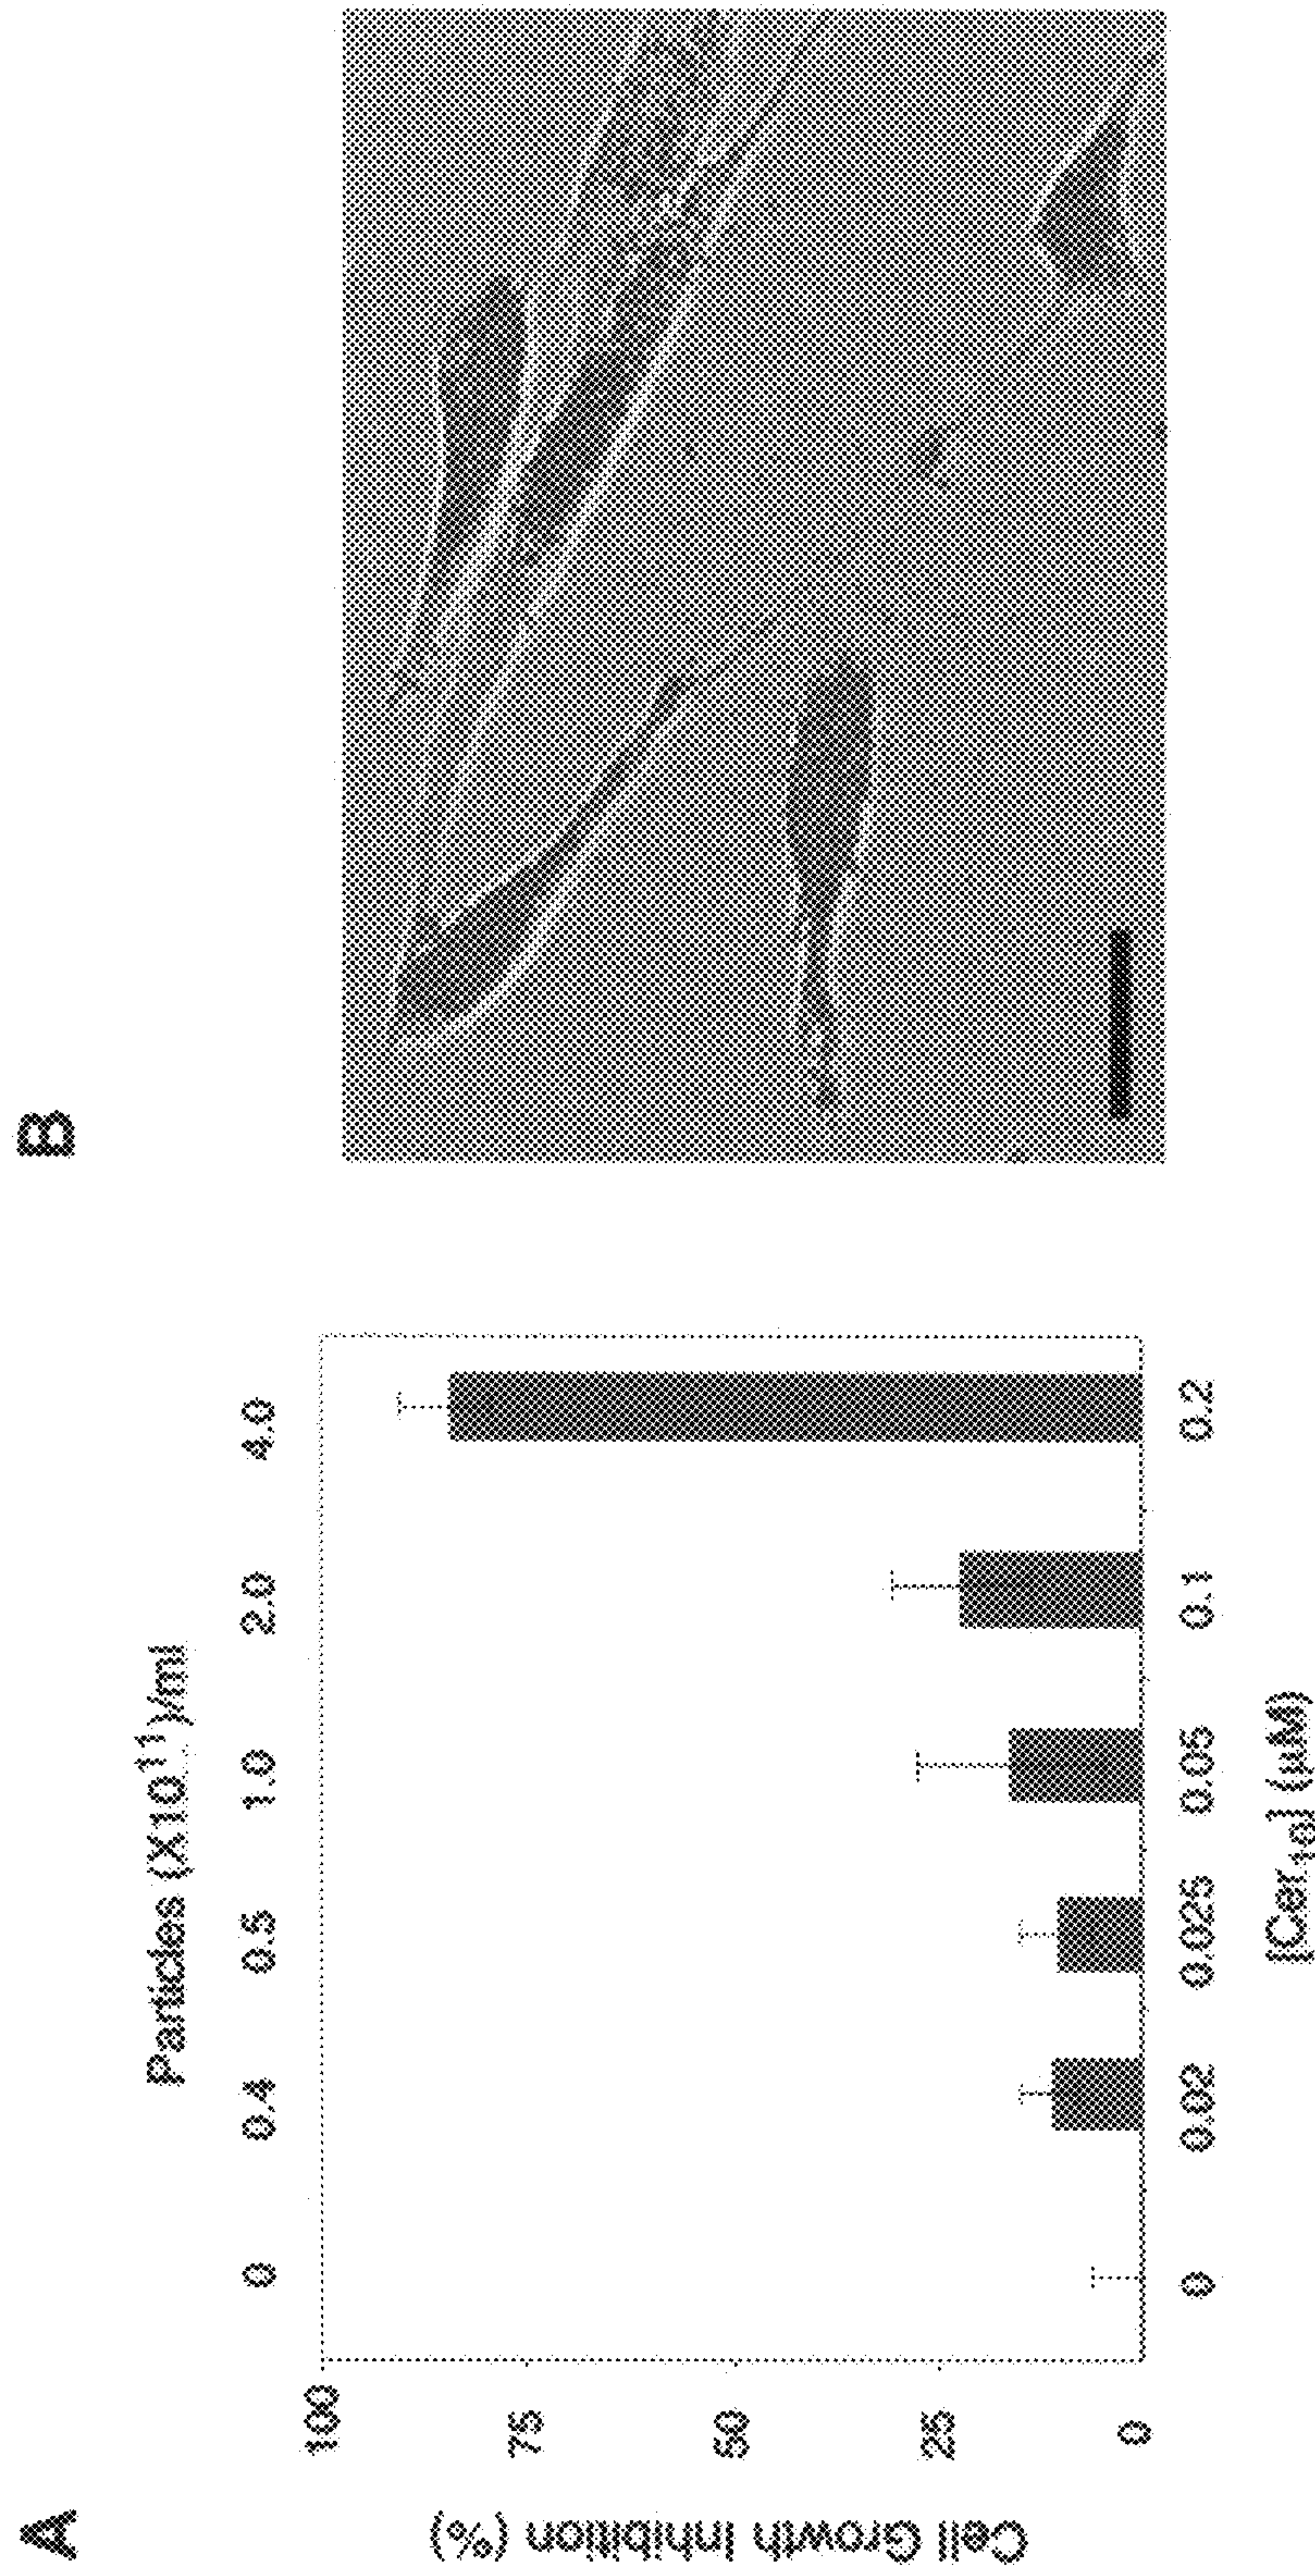 A
B
Particles (X10¹¹)/ml
0 0.4 0.5 1.0 2.0 4.0
Cell Growth Inhibition (%)
100
75
50
25
0
0 0.02 0.025 0.05 0.1 0.2
[Cer₁₀] (μM)